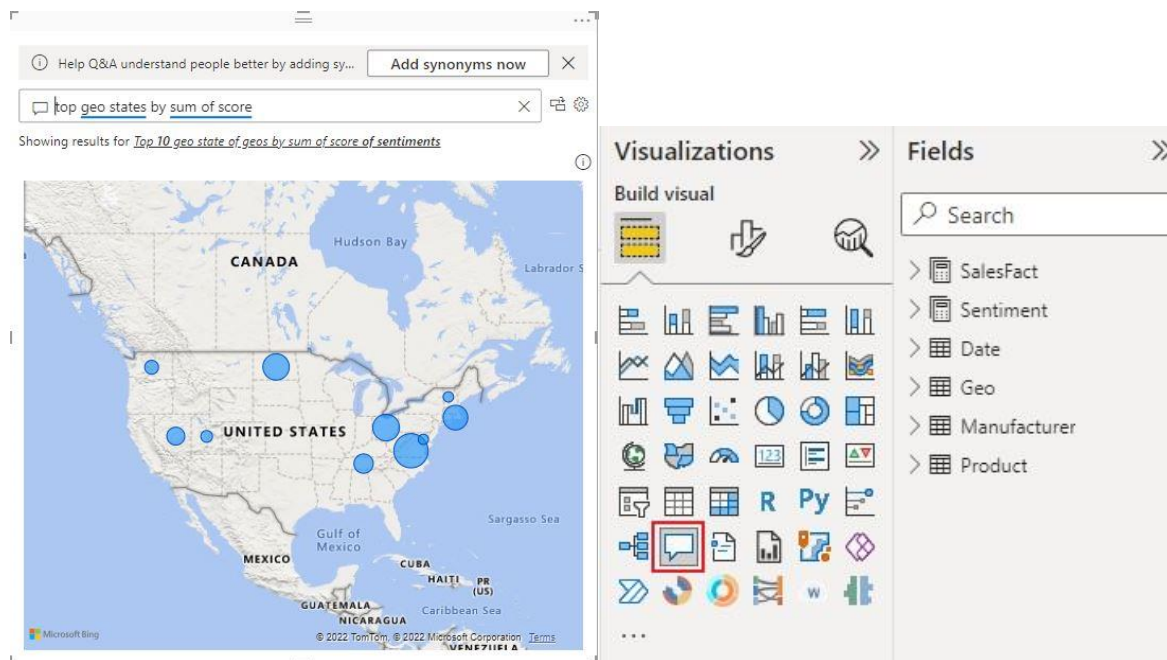 Help Q&A understand people better by adding sy...
Add synonyms now
top geo states by sum of score
Showing results for Top 10 geo state of geos by sum of score of sentiments
Hudson Bay
CANADA
Labrador S
UNITED STATES
Sargasso Sea
Gulf of
Mexico
MEXICO
CUBA
HAITI
PR
(US)
GUATEMALA
Caribbean Sea
NICARAGUA
Microsoft Bing
© 2022 TomTom, © 2022 Microsoft Corporation Terms
VENEZUELA
Visualizations
Build visual
123
R
Py
W
...
Fields
Search
SalesFact
Sentiment
Date
Geo
Manufacturer
Product